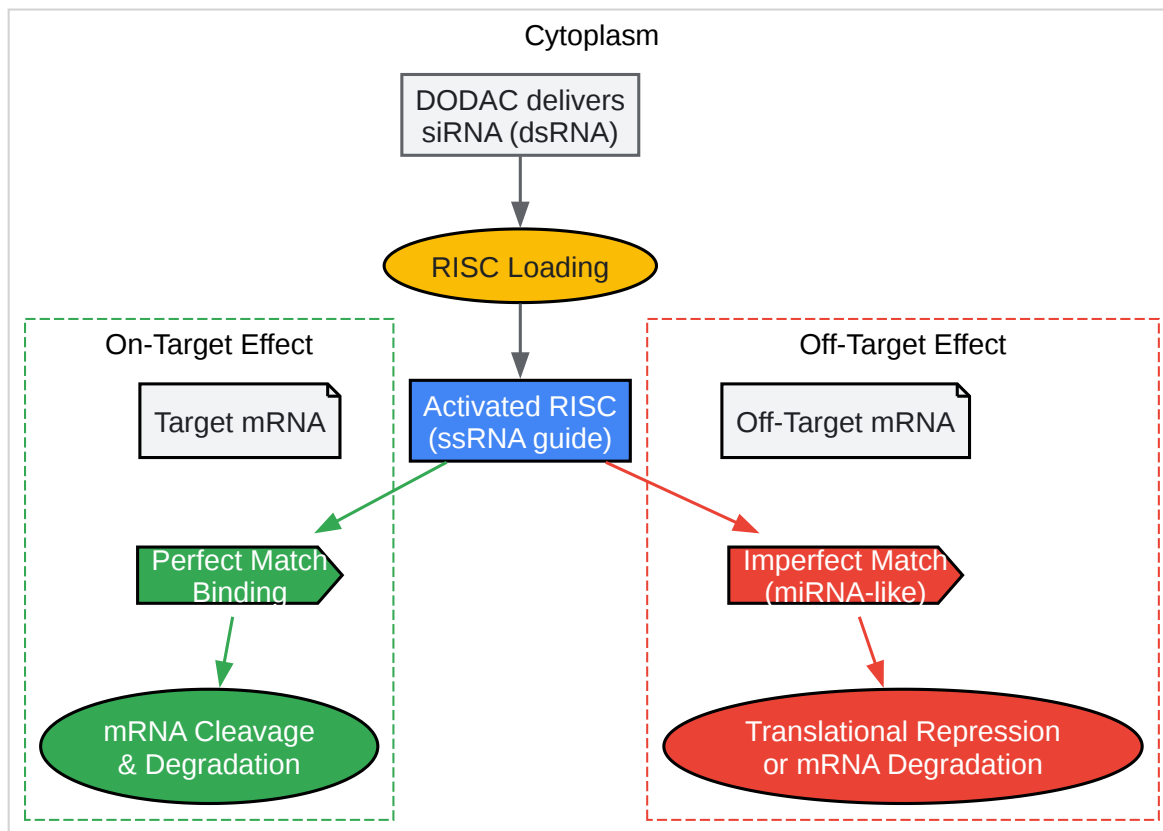 Cytoplasm
DODAC delivers
siRNA (dsRNA)
RISC Loading
On-Target Effect
Target mRNA
Activated RISC
(ssRNA guide)
Off-Target Effect
Off-Target mRNA
Perfect Match
Binding
Imperfect Match
(miRNA-like)
mRNA Cleavage
& Degradation
Translational Repression
or mRNA Degradation